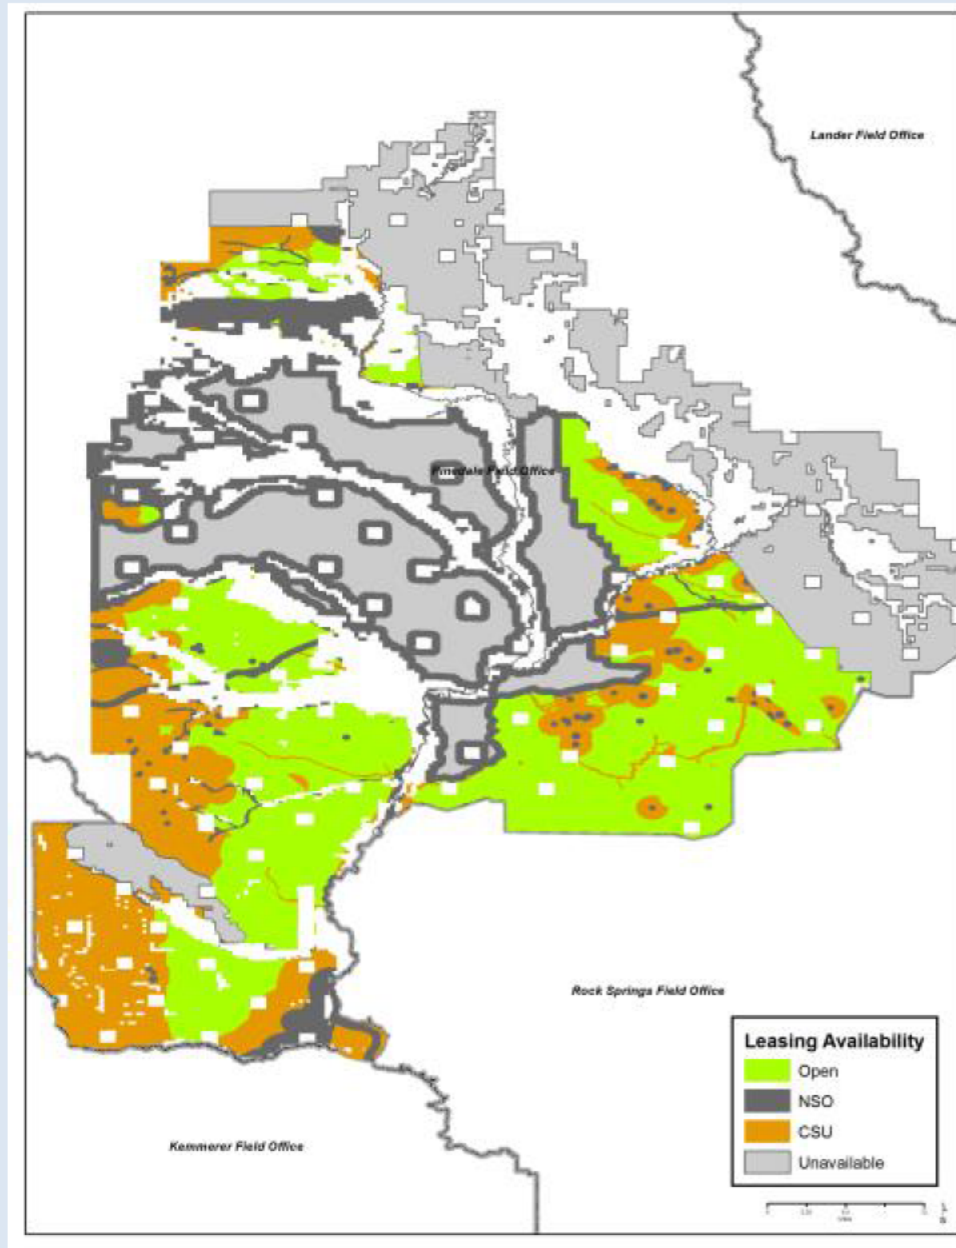 Lander Field Office
Pinedale Field Office
Rock Springs Field Office
Leasing Availability
Open
NSO
CSU
Unavailable
Kemmerer Field Office